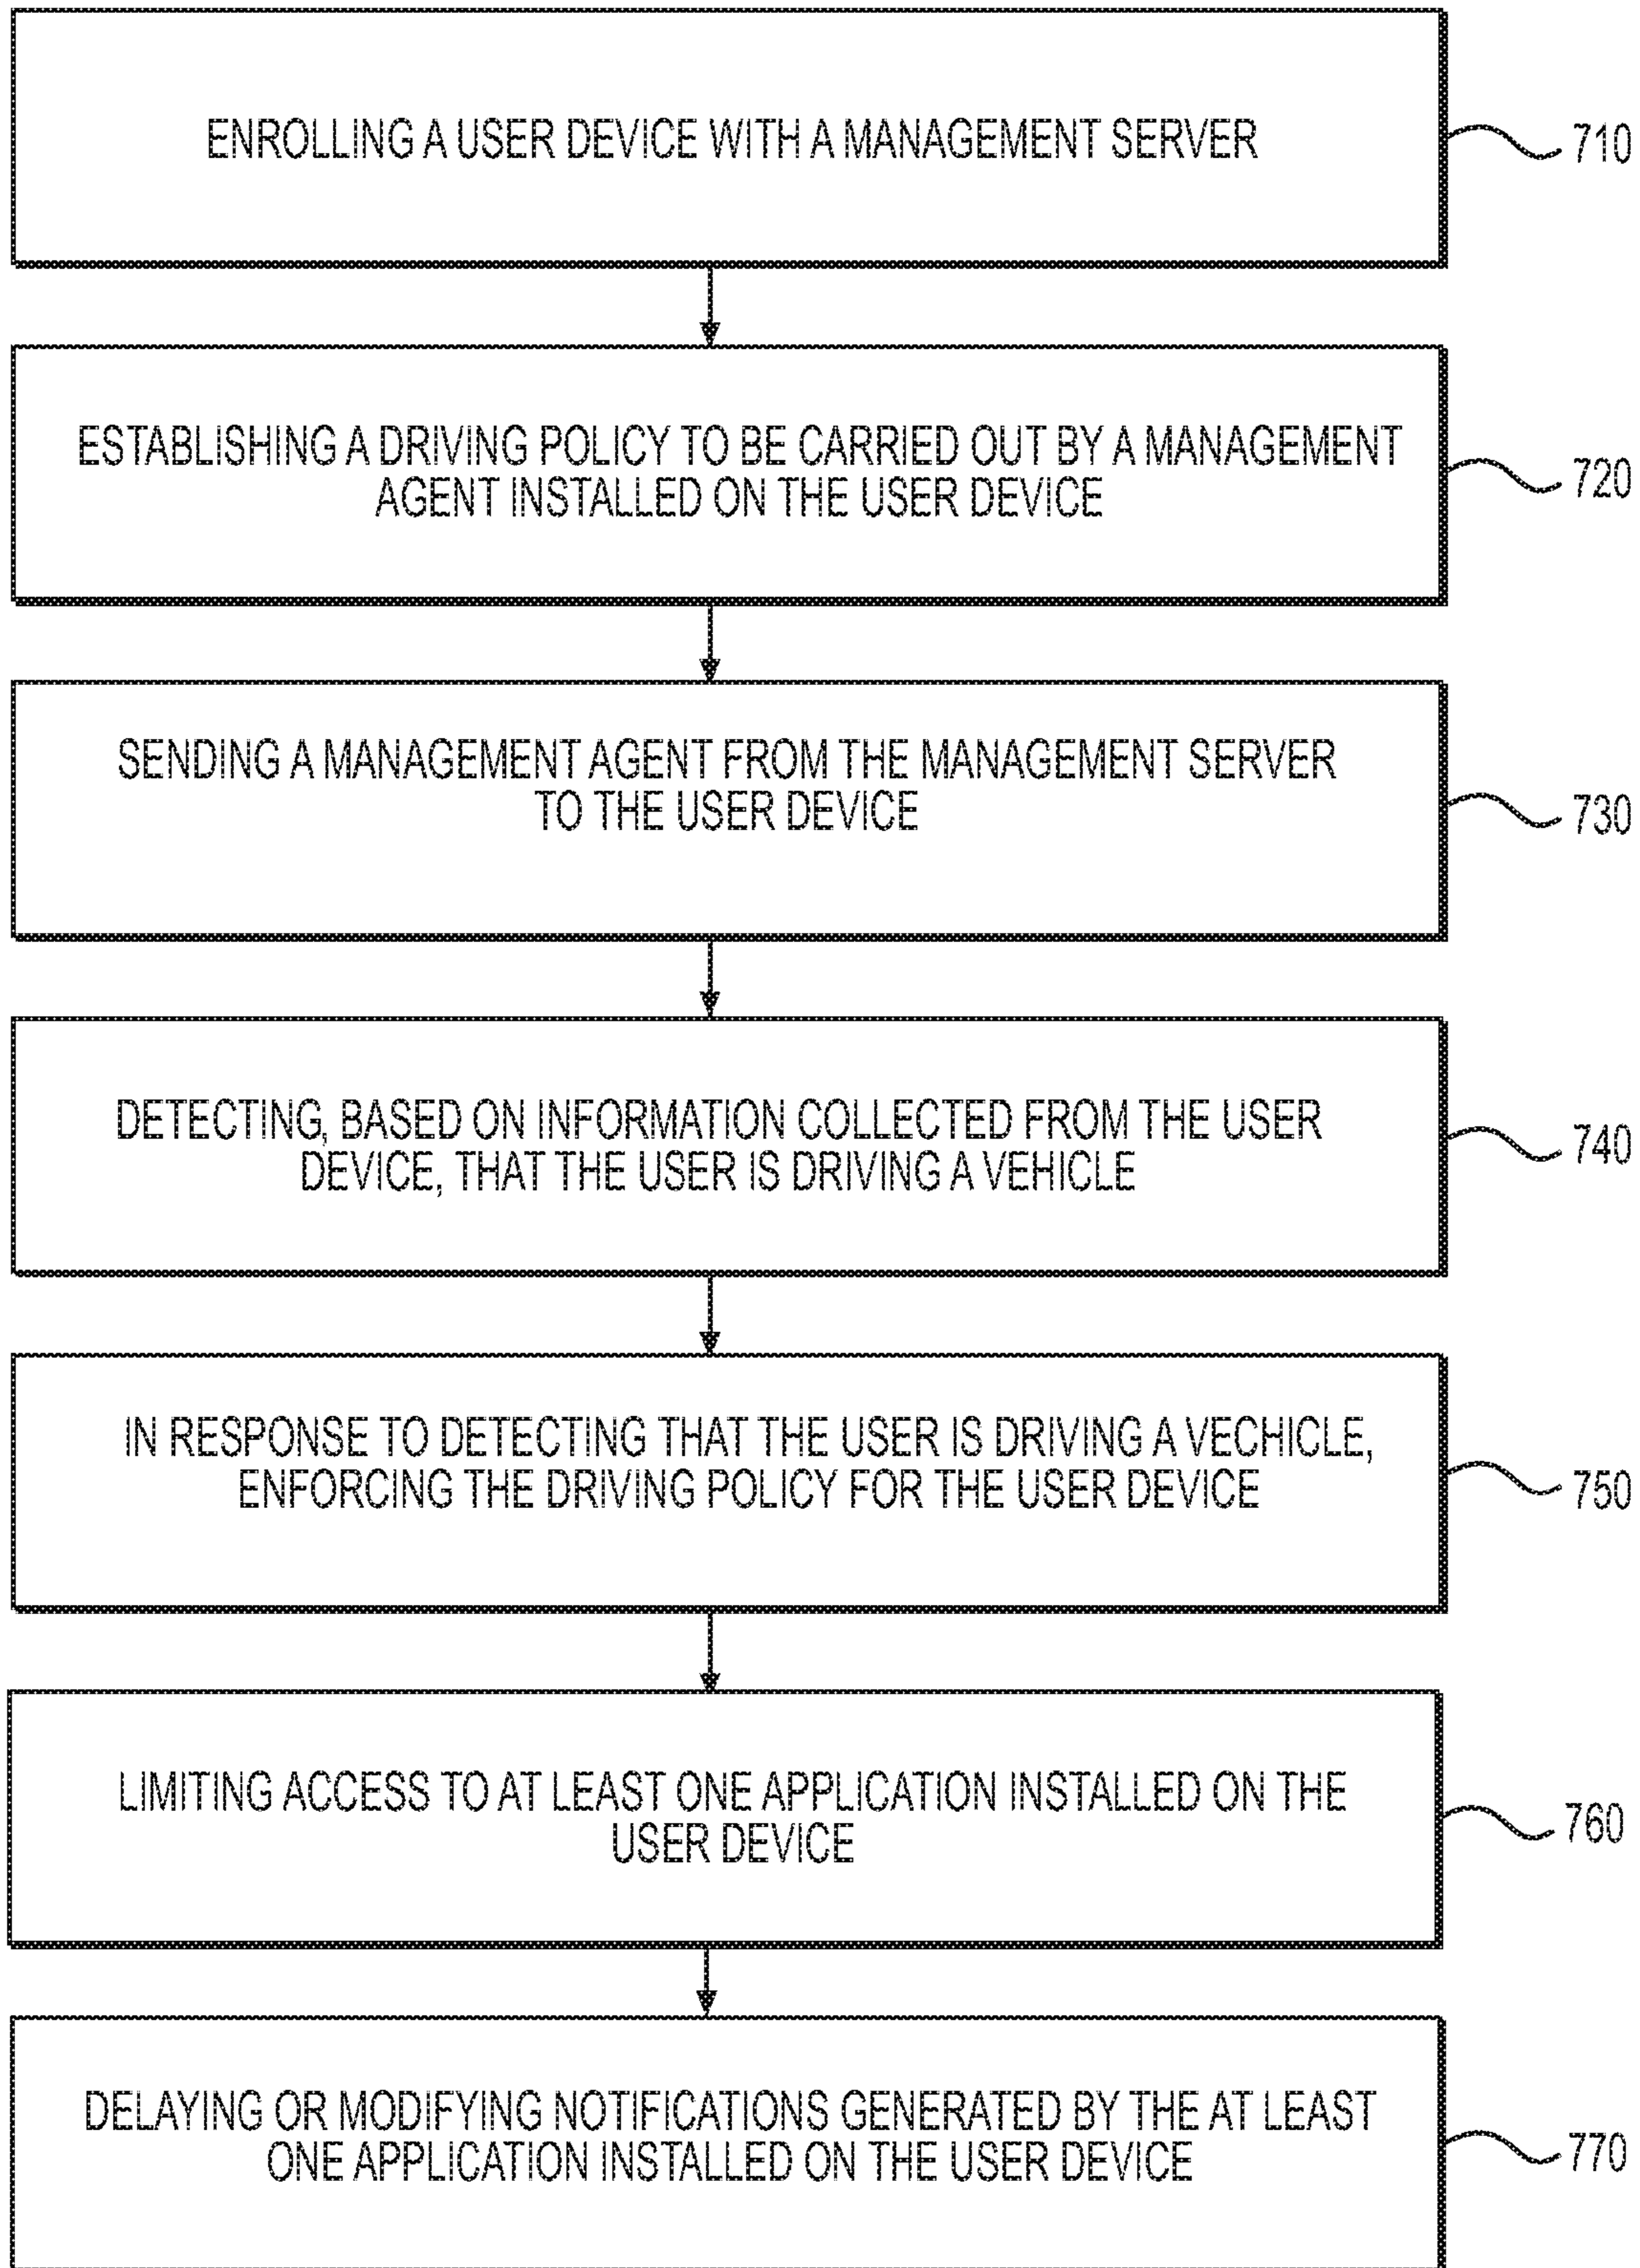 ENROLLING A USER DEVICE WITH A MANAGEMENT SERVER
710
ESTABLISHING A DRIVING POLICY TO BE CARRIED OUT BY A MANAGEMENT
AGENT INSTALLED ON THE USER DEVICE
720
SENDING A MANAGEMENT AGENT FROM THE MANAGEMENT SERVER
TO THE USER DEVICE
730
DETECTING, BASED ON INFORMATION COLLECTED FROM THE USER
DEVICE, THAT THE USER IS DRIVING A VEHICLE
740
IN RESPONSE TO DETECTING THAT THE USER IS DRIVING A VECHICLE,
ENFORCING THE DRIVING POLICY FOR THE USER DEVICE
750
LIMITING ACCESS TO AT LEAST ONE APPLICATION INSTALLED ON THE
USER DEVICE
760
DELAYING OR MODIFYING NOTIFICATIONS GENERATED BY THE AT LEAST
ONE APPLICATION INSTALLED ON THE USER DEVICE
770